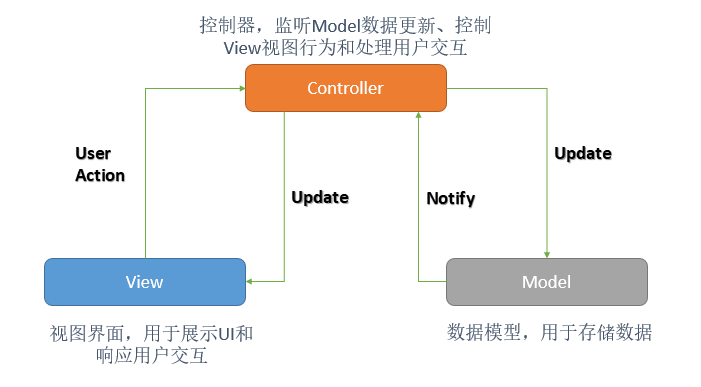 控制器，监听Model数据更新、控制
View视图行为和处理用户交互
Controller
User
Action
Update
Notify
Update
View
Model
视图界面，用于展示UI和
响应用户交互
数据模型，用于存储数据